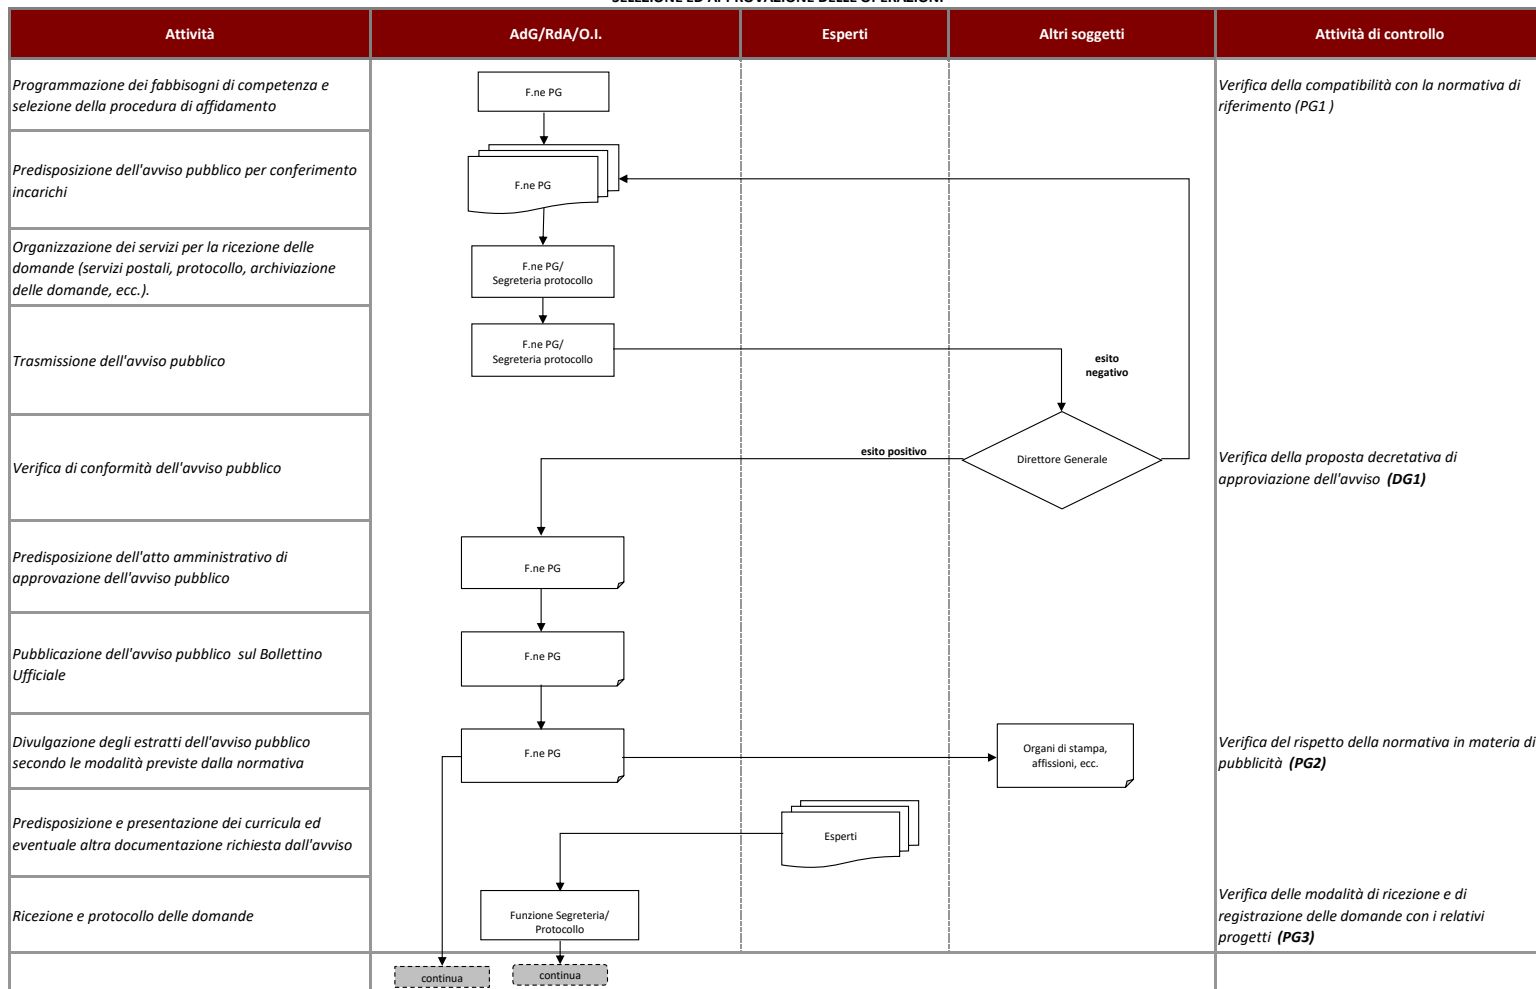 SELEZIONE ED APPROVAZIONE DELLE OPERAZIONI
Attività
AdG/RdA/O.I.
Esperti
Altri soggetti
Attività di controllo
Programmazione dei fabbisogni di competenza e
selezione della procedura di affidamento
F.ne PG
Verifica della compatibilità con la normativa di
riferimento (PG1 )
Predisposizione dell'avviso pubblico per conferimento
incarichi
F.ne PG
Organizzazione dei servizi per la ricezione delle
domande (servizi postali, protocollo, archiviazione
delle domande, ecc.).
F.ne PG/
Segreteria protocollo
Trasmissione dell'avviso pubblico
F.ne PG/
Segreteria protocollo
esito
negativo
Verifica di conformità dell'avviso pubblico
esito positivo
Direttore Generale
Verifica della proposta decretativa di
approviazione dell'avviso (DG1)
Predisposizione dell'atto amministrativo di
approvazione dell'avviso pubblico
F.ne PG
Pubblicazione dell'avviso pubblico sul Bollettino
Ufficiale
F.ne PG
Divulgazione degli estratti dell'avviso pubblico
secondo le modalità previste dalla normativa
F.ne PG
Organi di stampa,
affissioni, ecc.
Verifica del rispetto della normativa in materia di
pubblicità (PG2)
Predisposizione e presentazione dei curricula ed
eventuale altra documentazione richiesta dall'avviso
Esperti
Ricezione e protocollo delle domande
Funzione Segreteria/
Protocollo
Verifica delle modalità di ricezione e di
registrazione delle domande con i relativi
progetti (PG3)
continua
continua